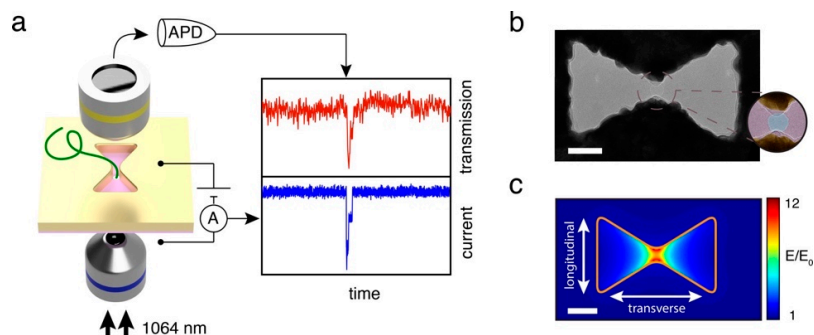 a
APD
transmission
current
time
A
1064 nm
b
c
longitudinal
transverse
12
E/E0
1